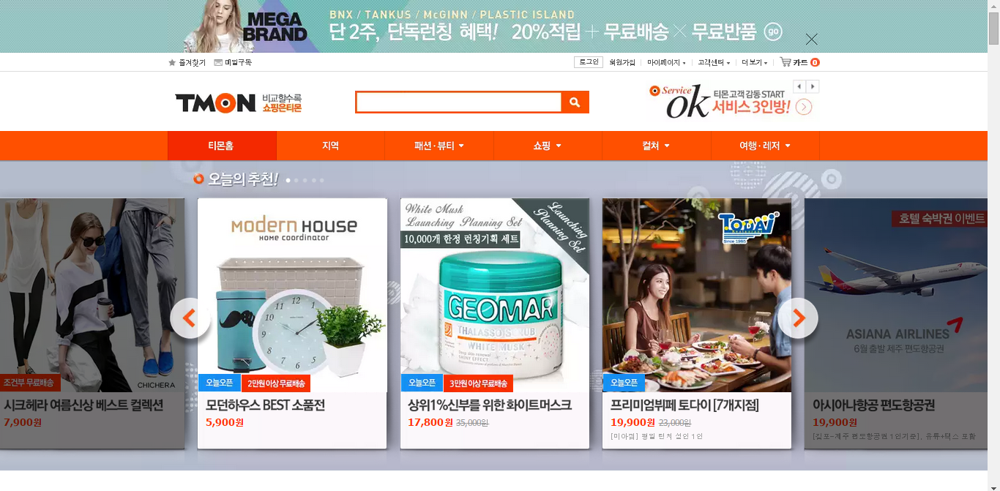 MEGA BRAND
BNX / TANKUS / McGINN / PLASTIC ISLAND
단 2주, 단독런칭 혜택! 20%적립 + 무료배송 × 무료반품 go
즐겨찾기 메일구독
로그인 회원가입 마이페이지 고객센터 더보기 카트 0
TMON
비교할수록
쇼핑은티몬
Service
ok
티몬 고객 감동 START
서비스 3인방!
티몬홈 지역 패션·뷰티 쇼핑 컬처 여행·레저
오늘의 추천!
CHICHERA
조건부 무료배송
시크헤라 여름신상 베스트 컬렉션
7,900원
MODERN HOUSE
HOME COORDINATOR
오늘오픈 2만원 이상 무료배송
모던하우스 BEST 소품전
5,900원
White Musk
Launching Planning Set
10,000개 한정 런칭기획 세트
Launching
Planning Set
GEOMAR
THALASSO SCRUB
WHITE MUSK
오늘오픈 3만원 이상 무료배송
상위1%신부를 위한 화이트머스크
17,800원 35,000원
TODAI
Since 1985
오늘오픈
프리미엄뷔페 토다이 [7개지점]
19,900원 23,000원
[미아점] 평일 런치 성인 1인
호텔 숙박권 이벤트
ASIANA AIRLINES
6월 출발 제주 편도항공권
아시아나항공 편도항공권
19,900원
[김포-제주 편도항공권 1인기준], 유류+택스 포함